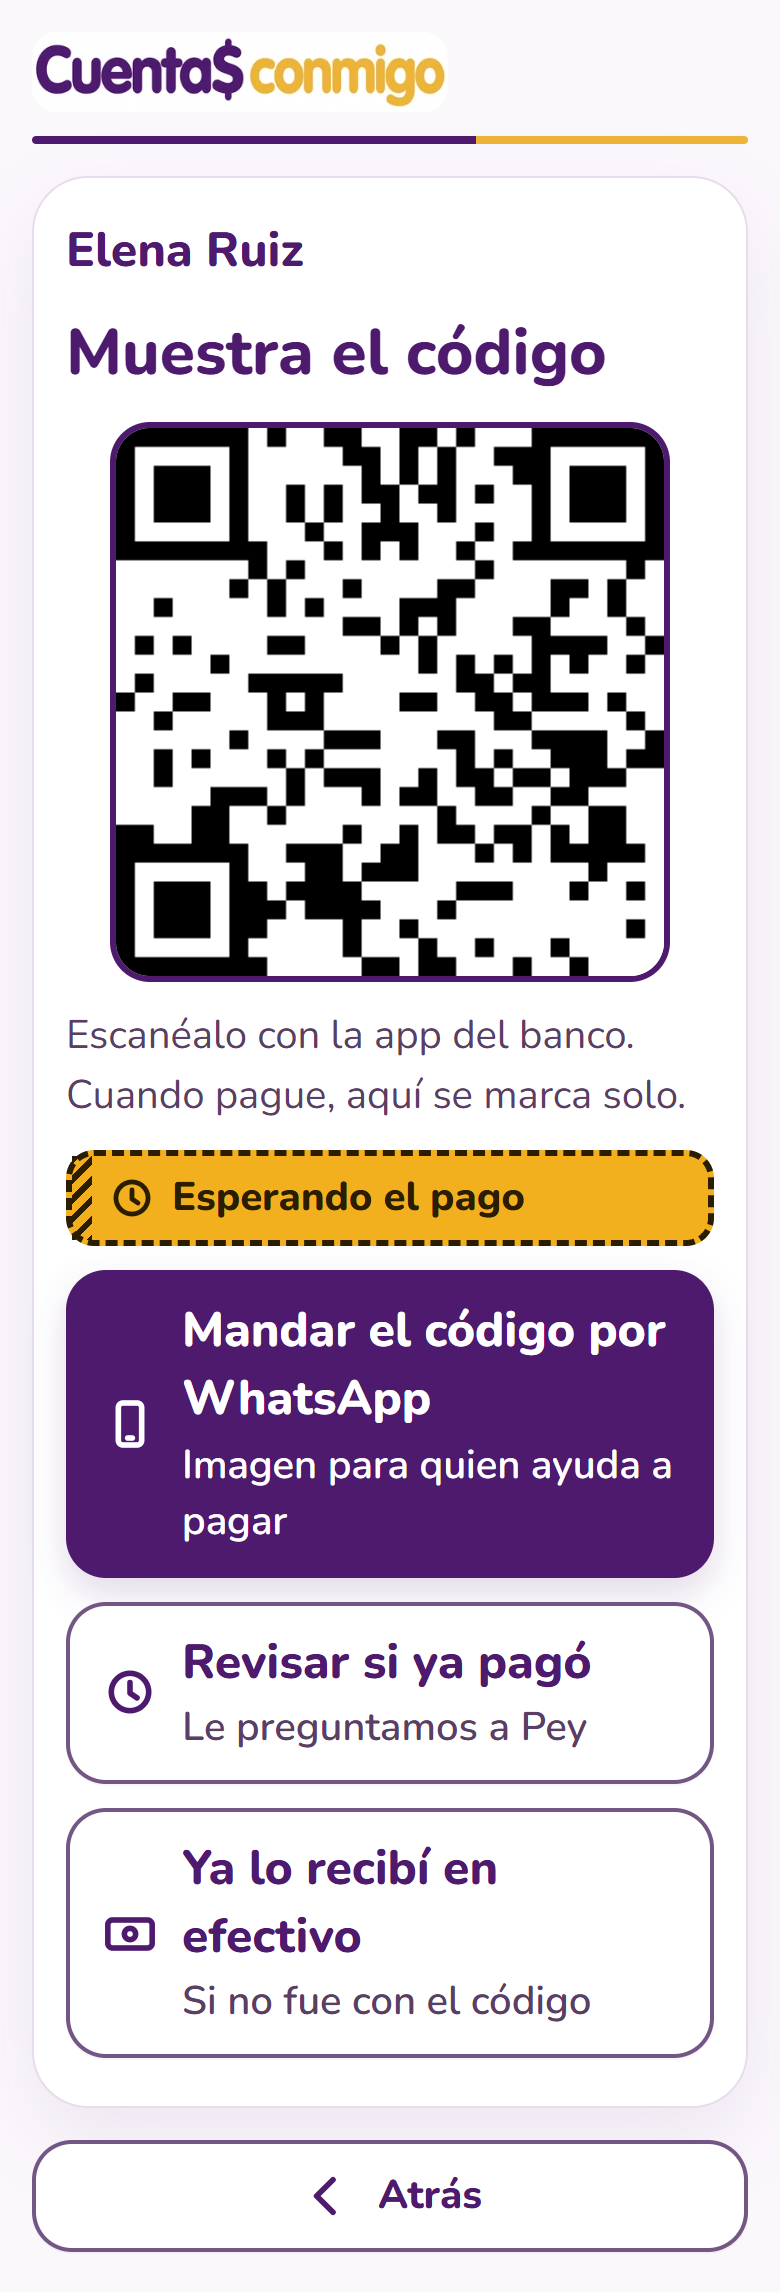 Cuenta$ conmigo
Elena Ruiz
Muestra el código
Escanéalo con la app del banco.
Cuando pague, aquí se marca solo.
Esperando el pago
Mandar el código por
WhatsApp
Imagen para quien ayuda a
pagar
Revisar si ya pagó
Le preguntamos a Pey
Ya lo recibí en
efectivo
Si no fue con el código
Atrás